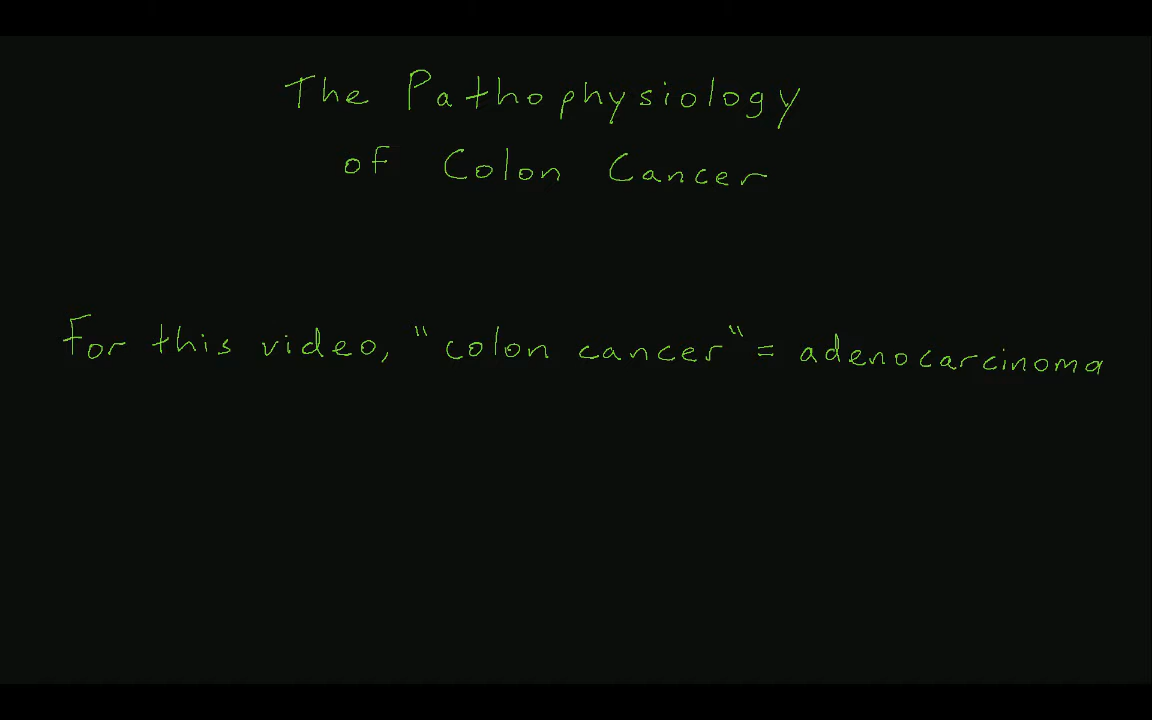 The Pathophysiology
of Colon Cancer
For this video, "colon cancer" = adenocarcinoma